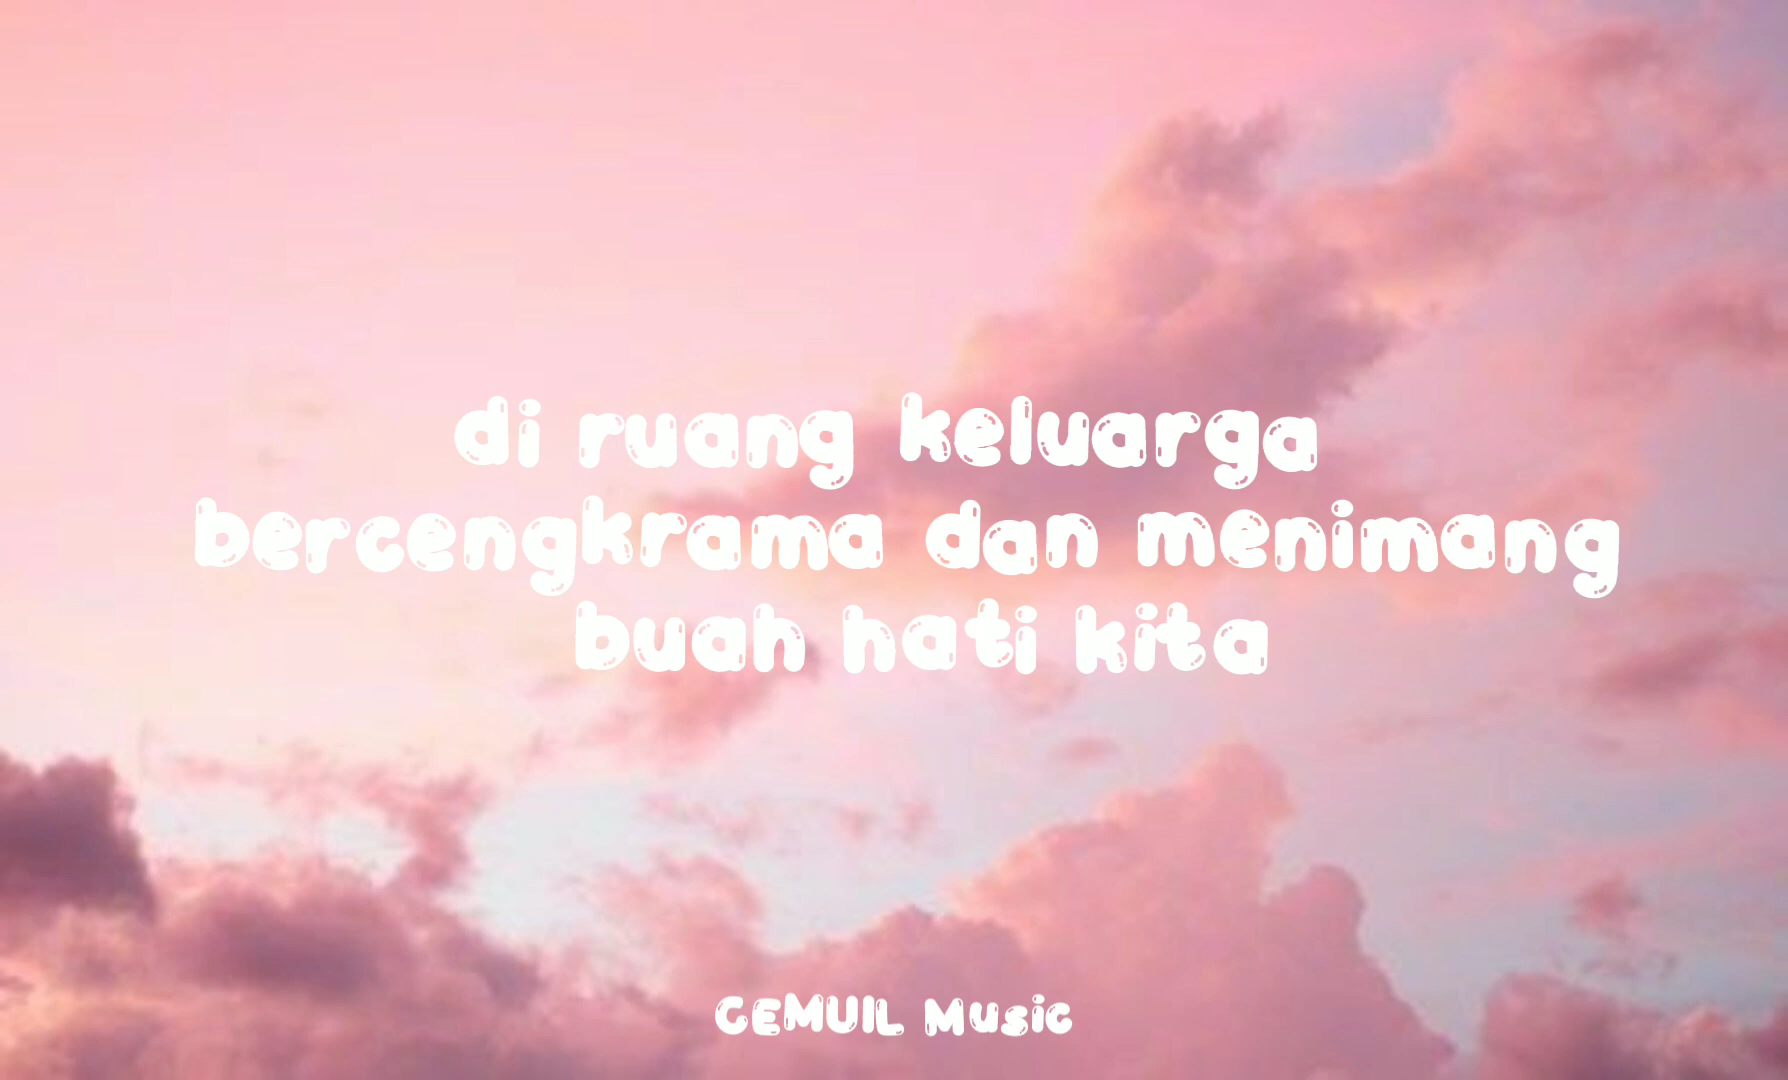 di ruang keluarga
bercengkrama dan menimang
buah hati kita
GEMUIL Music